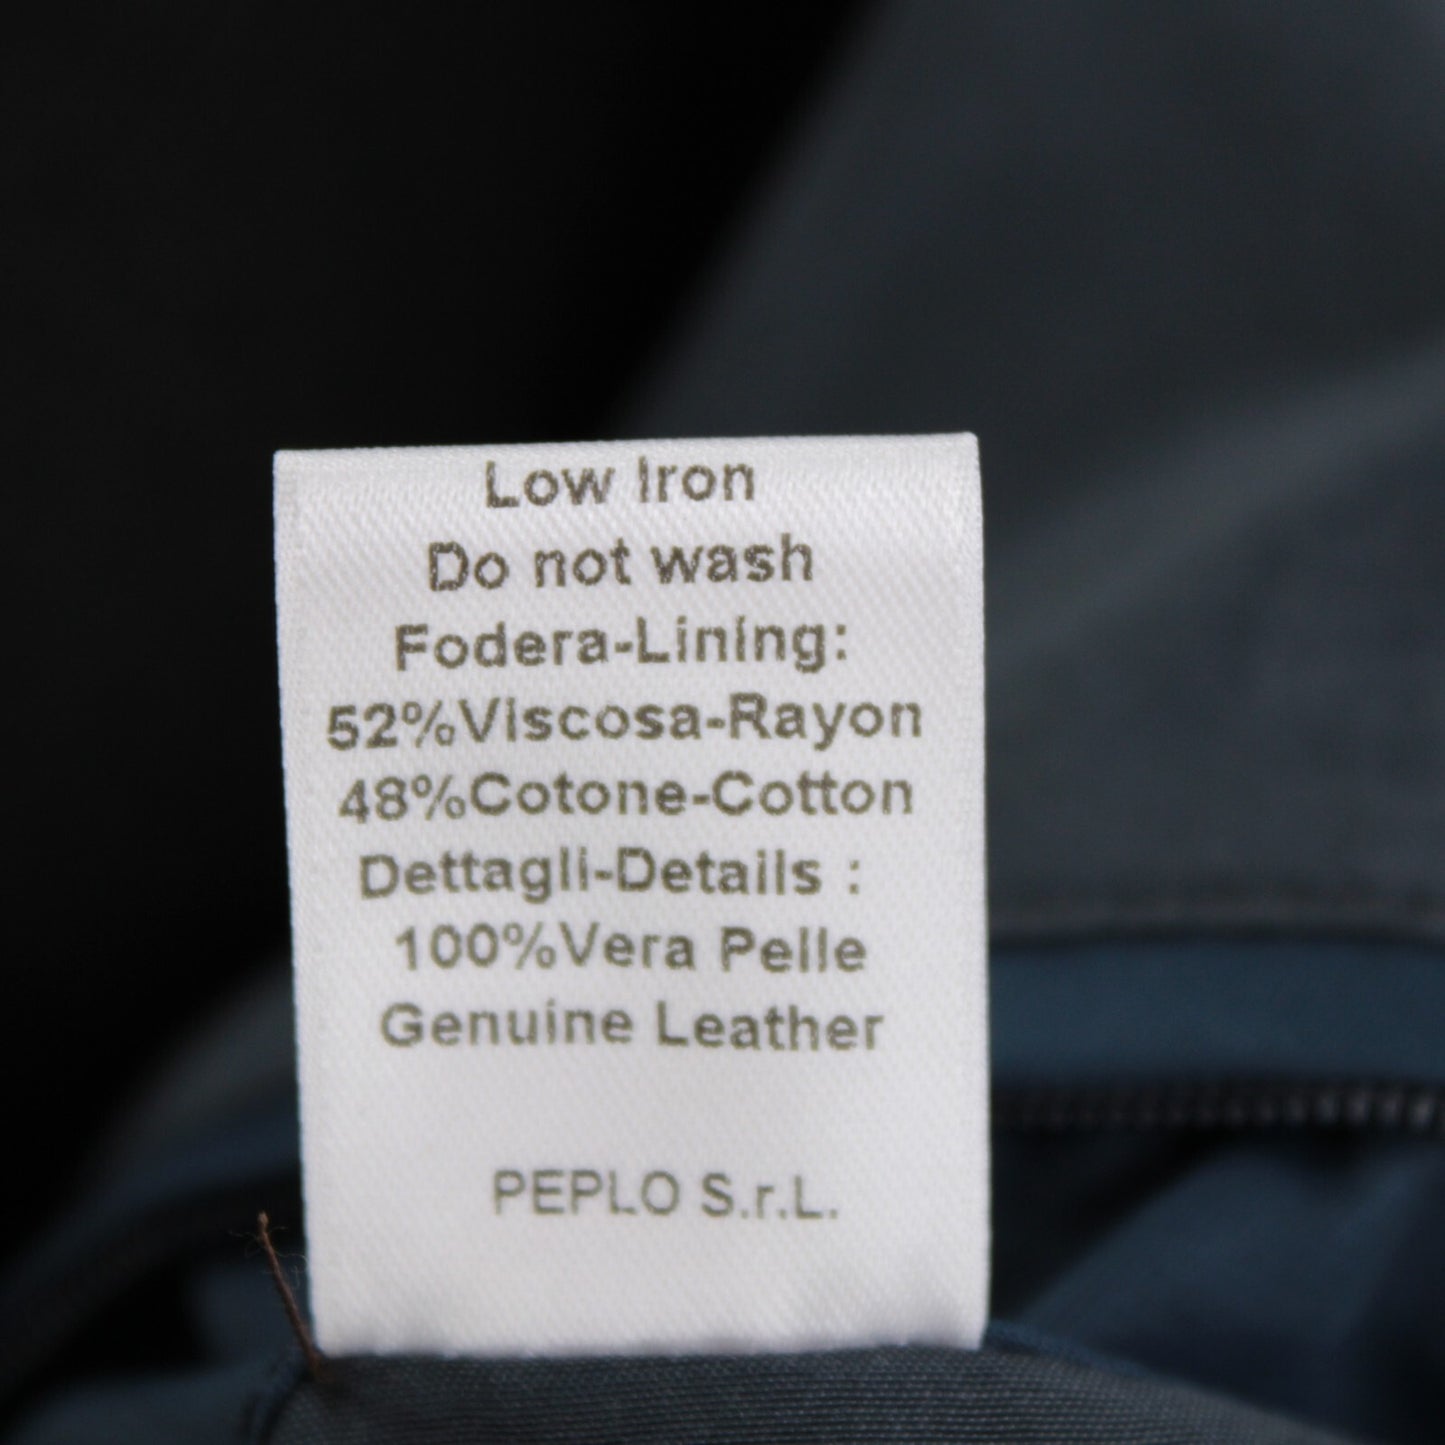 Low Iron
Do not wash
Fodera-Lining:
52%Viscosa-Rayon
48%Cotone-Cotton
Dettagli-Details :
100%Vera Pelle
Genuine Leather
PEPLO S.r.L.